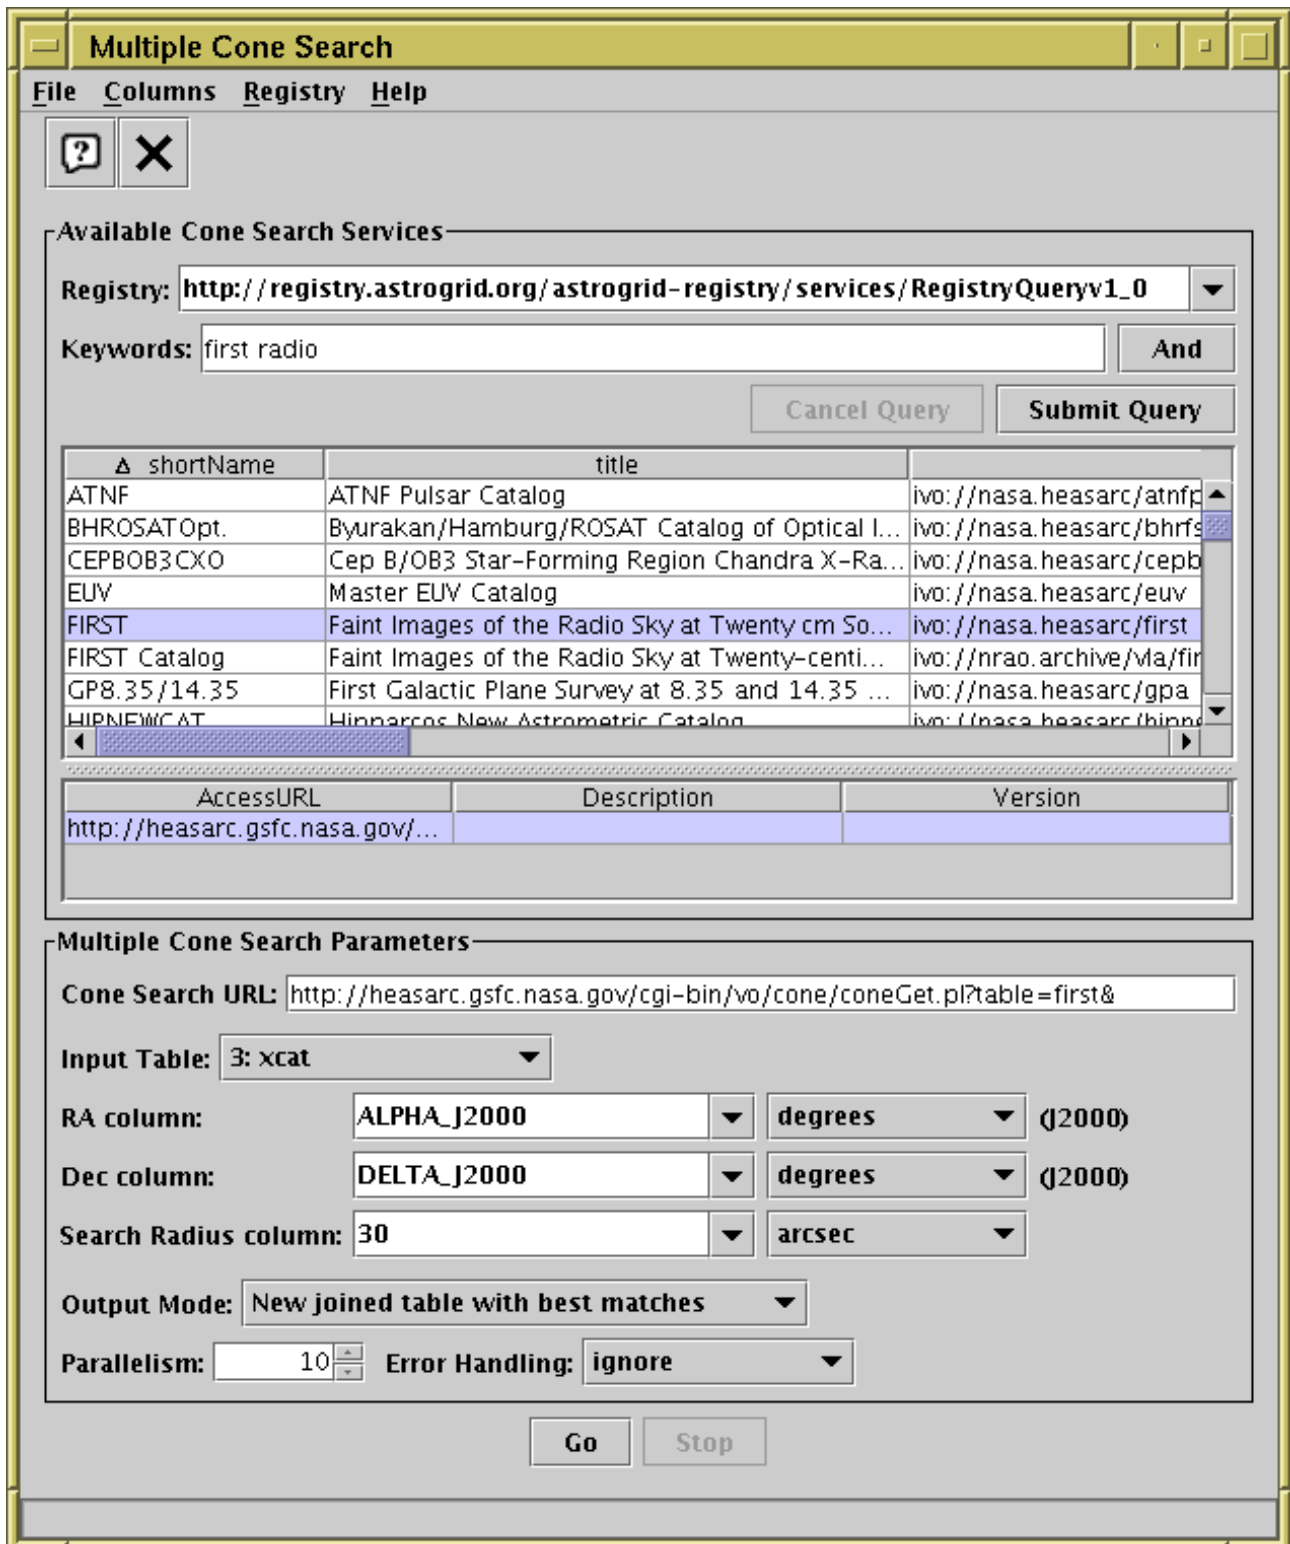 Multiple Cone Search
File Columns Registry Help
Available Cone Search Services
Registry: http://registry.astrogrid.org/astrogrid-registry/services/RegistryQueryv1_0
Keywords: first radio And
Cancel Query Submit Query
Δ shortName title
ATNF ATNF Pulsar Catalog ivo://nasa.heasarc/atnfp
BHROSATOpt. Byurakan/Hamburg/ROSAT Catalog of Optical I... ivo://nasa.heasarc/bhrfs
CEPBOB3CXO Cep B/OB3 Star-Forming Region Chandra X-Ra... ivo://nasa.heasarc/cepb
EUV Master EUV Catalog ivo://nasa.heasarc/euv
FIRST Faint Images of the Radio Sky at Twenty cm So... ivo://nasa.heasarc/first
FIRST Catalog Faint Images of the Radio Sky at Twenty-centi... ivo://nrao.archive/vla/fir
GP8.35/14.35 First Galactic Plane Survey at 8.35 and 14.35 ... ivo://nasa.heasarc/gpa
HIPNEWCAT Hipparcos New Astrometric Catalog ivo://nasa.heasarc/hipne
AccessURL Description Version
http://heasarc.gsfc.nasa.gov/...
Multiple Cone Search Parameters
Cone Search URL: http://heasarc.gsfc.nasa.gov/cgi-bin/vo/cone/coneGet.pl?table=first&
Input Table: 3: xcat
RA column: ALPHA_J2000 degrees (J2000)
Dec column: DELTA_J2000 degrees (J2000)
Search Radius column: 30 arcsec
Output Mode: New joined table with best matches
Parallelism: 10 Error Handling: ignore
Go Stop